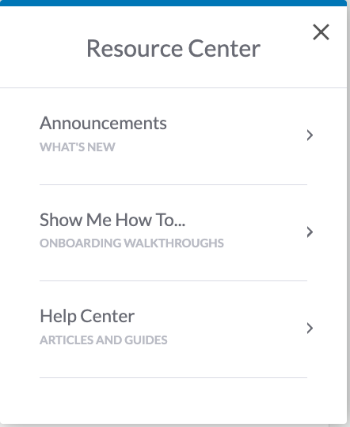 Resource Center
Announcements
WHAT'S NEW
Show Me How To...
ONBOARDING WALKTHROUGHS
Help Center
ARTICLES AND GUIDES